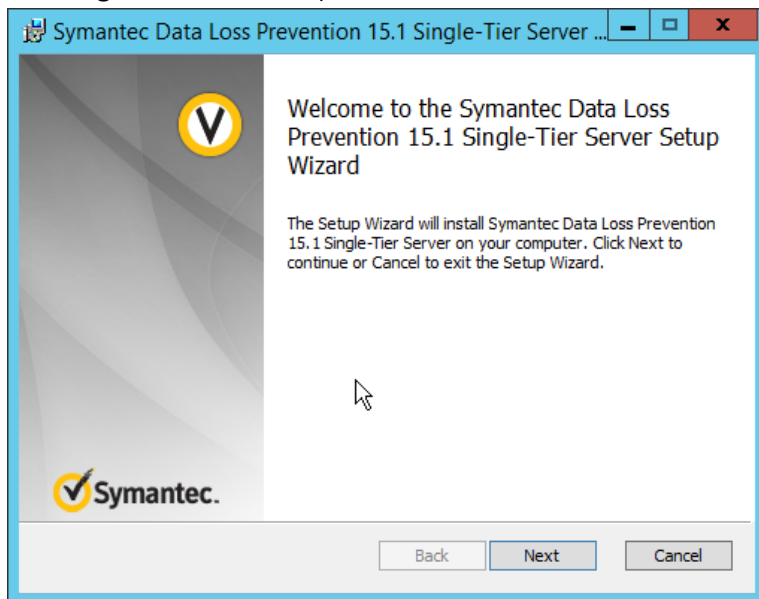 Symantec Data Loss Prevention 15.1 Single-Tier Server ...
Welcome to the Symantec Data Loss
Prevention 15.1 Single-Tier Server Setup
Wizard
The Setup Wizard will install Symantec Data Loss Prevention
15.1 Single-Tier Server on your computer. Click Next to
continue or Cancel to exit the Setup Wizard.
Symantec.
Back Next Cancel